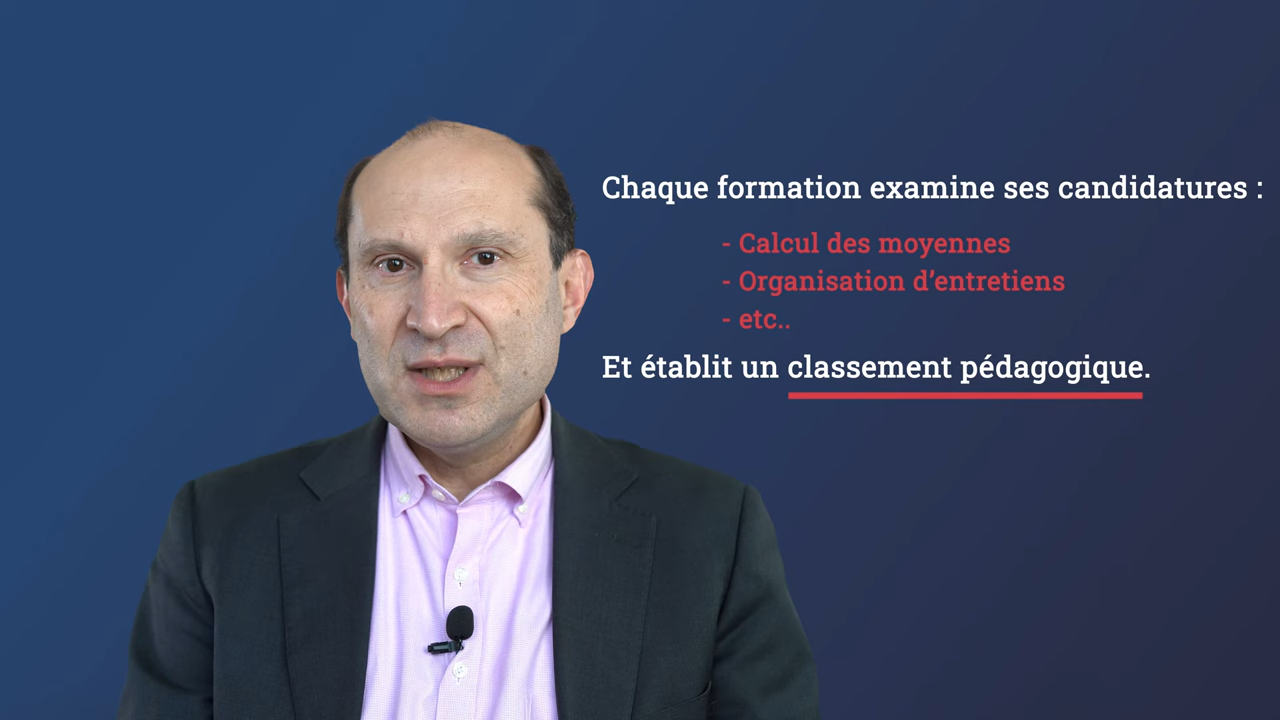 Chaque formation examine ses candidatures :
- Calcul des moyennes
- Organisation d’entretiens
- etc..
Et établit un classement pédagogique.